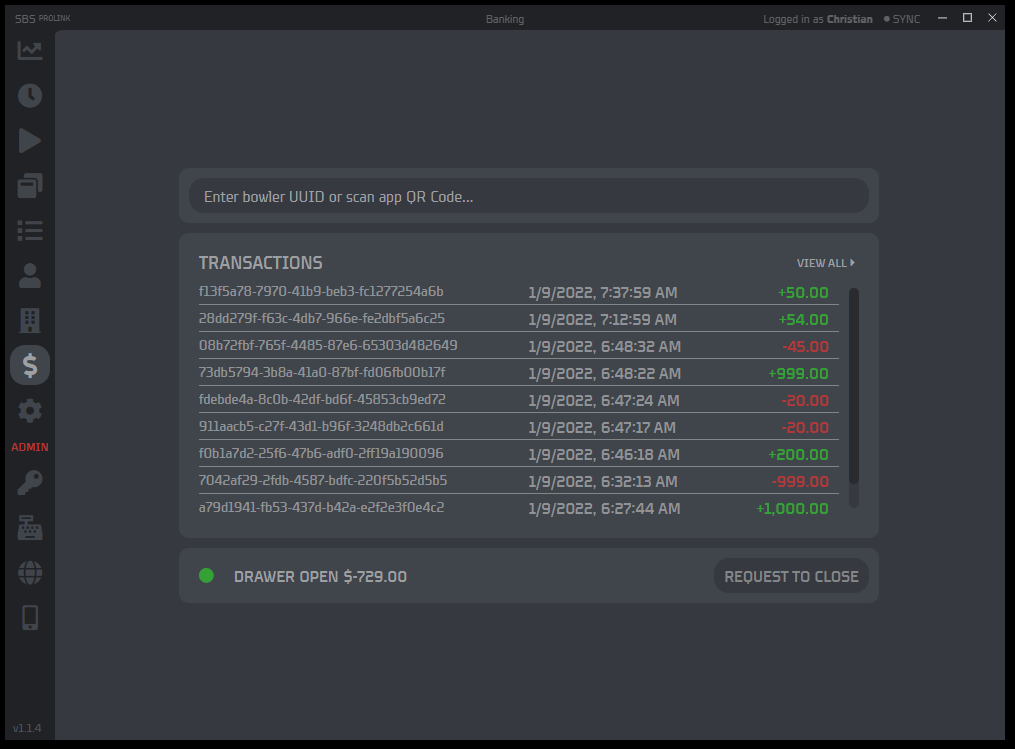 SBS PROLINK Banking Logged in as Christian SYNC
Enter bowler UUID or scan app QR Code...
TRANSACTIONS VIEW ALL
f13f5a78-7970-41b9-beb3-fc1277254a6b 1/9/2022, 7:37:59 AM +50.00
28dd279f-f63c-4db7-966e-fe2dbf5a6c25 1/9/2022, 7:12:59 AM +54.00
08b72fbf-765f-4485-87e6-65303d482649 1/9/2022, 6:48:32 AM -45.00
73db5794-3b8a-41a0-87bf-fd06fb00b17f 1/9/2022, 6:48:22 AM +999.00
fdebde4a-8c0b-42df-bd6f-45853cb9ed72 1/9/2022, 6:47:24 AM -20.00
911aacb5-c27f-43d1-b96f-3248db2c661d 1/9/2022, 6:47:17 AM -20.00
f0b1a7d2-25f6-47b6-adf0-2ff19a190096 1/9/2022, 6:46:18 AM +200.00
7042af29-2fdb-4587-bdfc-220f5b52d5b5 1/9/2022, 6:32:13 AM -999.00
a79d1941-fb53-437d-b42a-e2f2e3f0e4c2 1/9/2022, 6:27:44 AM +1,000.00
ADMIN
DRAWER OPEN $-729.00 REQUEST TO CLOSE
v1.1.4